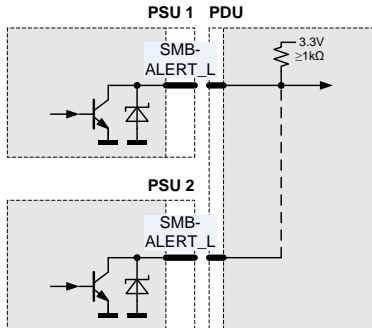 PSU 1 PDU
SMB-
ALERT_L
3.3V
≥1kΩ
PSU 2
SMB-
ALERT_L